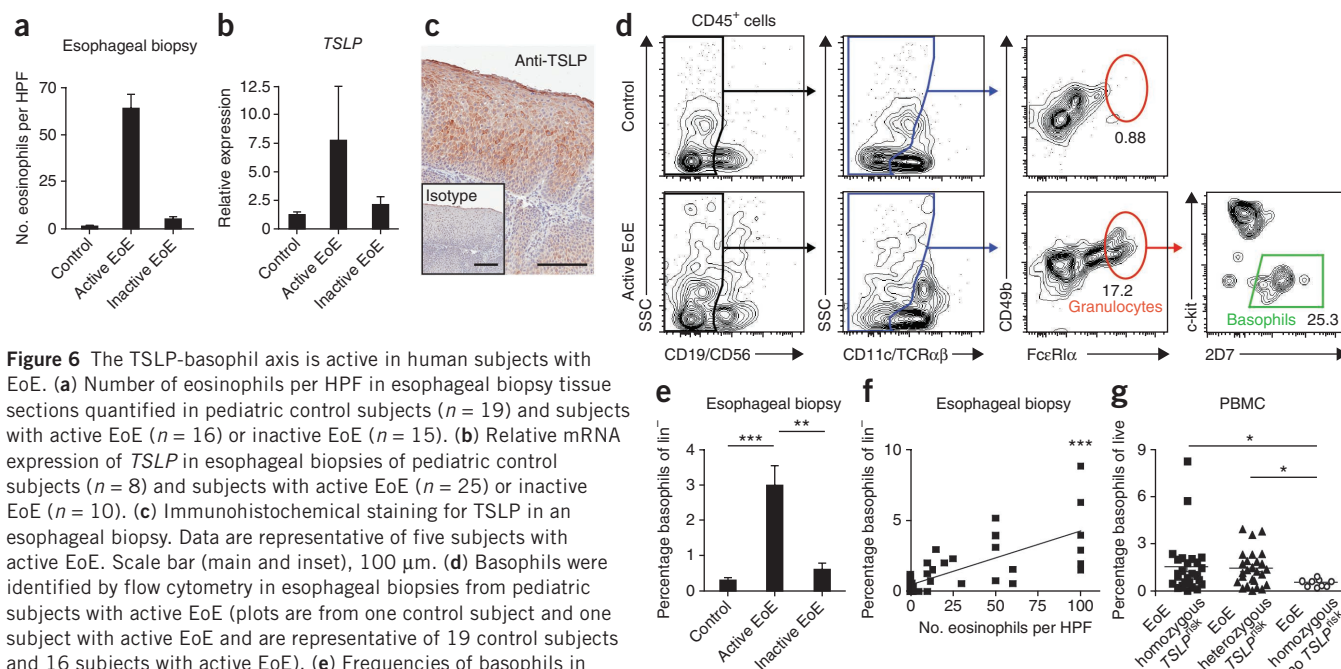 a
Esophageal biopsy
No. eosinophils per HPF
70
50
25
0
Control
Active EoE
Inactive EoE
b
TSLP
Relative expression
12.5
10.0
7.5
5.0
2.5
0
Control
Active EoE
Inactive EoE
c
Anti-TSLP
Isotype
d
CD45⁺ cells
Control
Active EoE
SSC
SSC
CD49b
c-kit
0.88
17.2
Granulocytes
Basophils 25.3
CD19/CD56
CD11c/TCRαβ
FcεRIα
2D7
Figure 6 The TSLP-basophil axis is active in human subjects with
EoE. (a) Number of eosinophils per HPF in esophageal biopsy tissue
sections quantified in pediatric control subjects (n = 19) and subjects
with active EoE (n = 16) or inactive EoE (n = 15). (b) Relative mRNA
expression of TSLP in esophageal biopsies of pediatric control
subjects (n = 8) and subjects with active EoE (n = 25) or inactive
EoE (n = 10). (c) Immunohistochemical staining for TSLP in an
esophageal biopsy. Data are representative of five subjects with
active EoE. Scale bar (main and inset), 100 μm. (d) Basophils were
identified by flow cytometry in esophageal biopsies from pediatric
subjects with active EoE (plots are from one control subject and one
subject with active EoE and are representative of 19 control subjects
and 16 subjects with active EoE). (e) Frequencies of basophils in
e
Esophageal biopsy
Percentage basophils of lin⁻
4
3
2
1
0
***
**
Control
Active EoE
Inactive EoE
f
Esophageal biopsy
Percentage basophils of lin⁻
10
5
0
***
0
25
50
75
100
No. eosinophils per HPF
g
PBMC
Percentage basophils of live
9
6
3
0
*
*
EoE
homozygous
TSLPrisk
EoE
heterozygous
TSLPrisk
EoE
homozygous
no TSLPrisk